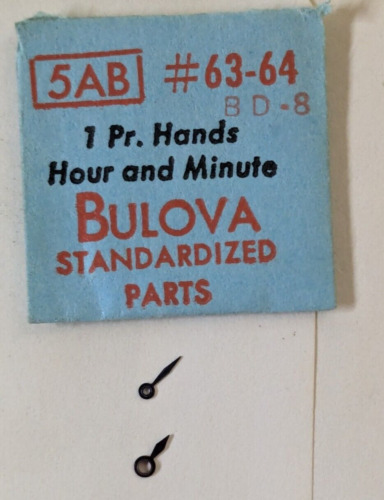 5AB #63-64
BD-8
1 Pr. Hands
Hour and Minute
BULOVA
STANDARDIZED
PARTS